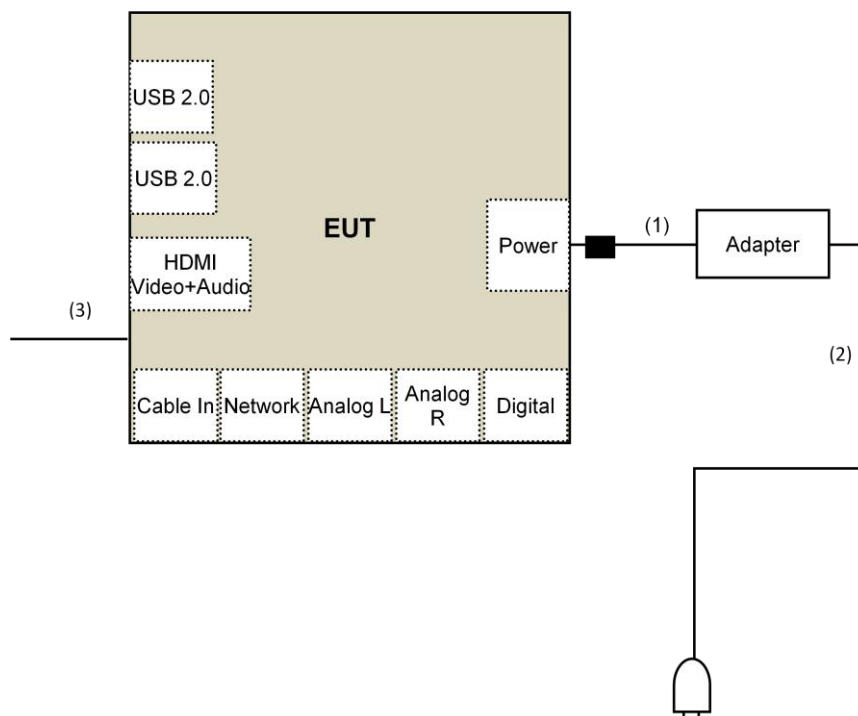 USB 2.0
USB 2.0
EUT
HDMI
Video+Audio
Power
(1)
Adapter
(3)
(2)
Cable In
Network
Analog L
Analog
R
Digital